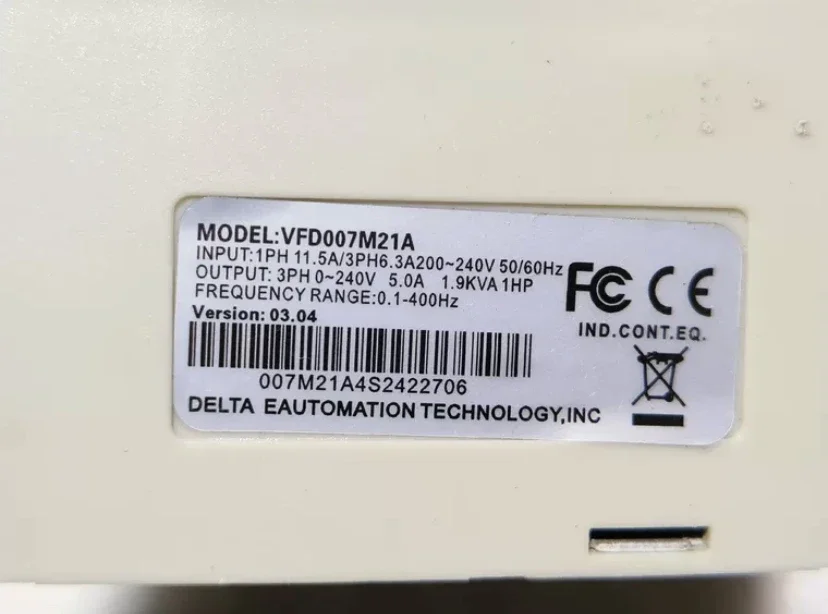 MODEL:VFD007M21A
INPUT:1PH 11.5A/3PH6.3A200~240V 50/60Hz
OUTPUT: 3PH 0~240V 5.0A 1.9KVA 1HP
FREQUENCY RANGE:0.1-400Hz
Version: 03.04
FC CE
IND.CONT.EQ.
007M21A4S2422706
DELTA EAUTOMATION TECHNOLOGY,INC